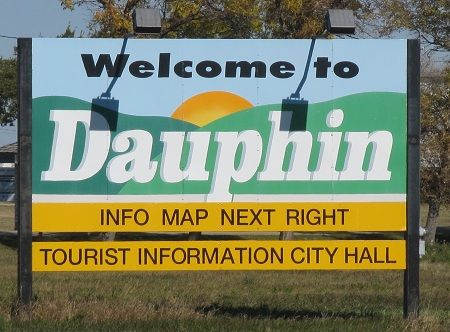 Welcome to
Dauphin
INFO MAP NEXT RIGHT
TOURIST INFORMATION CITY HALL